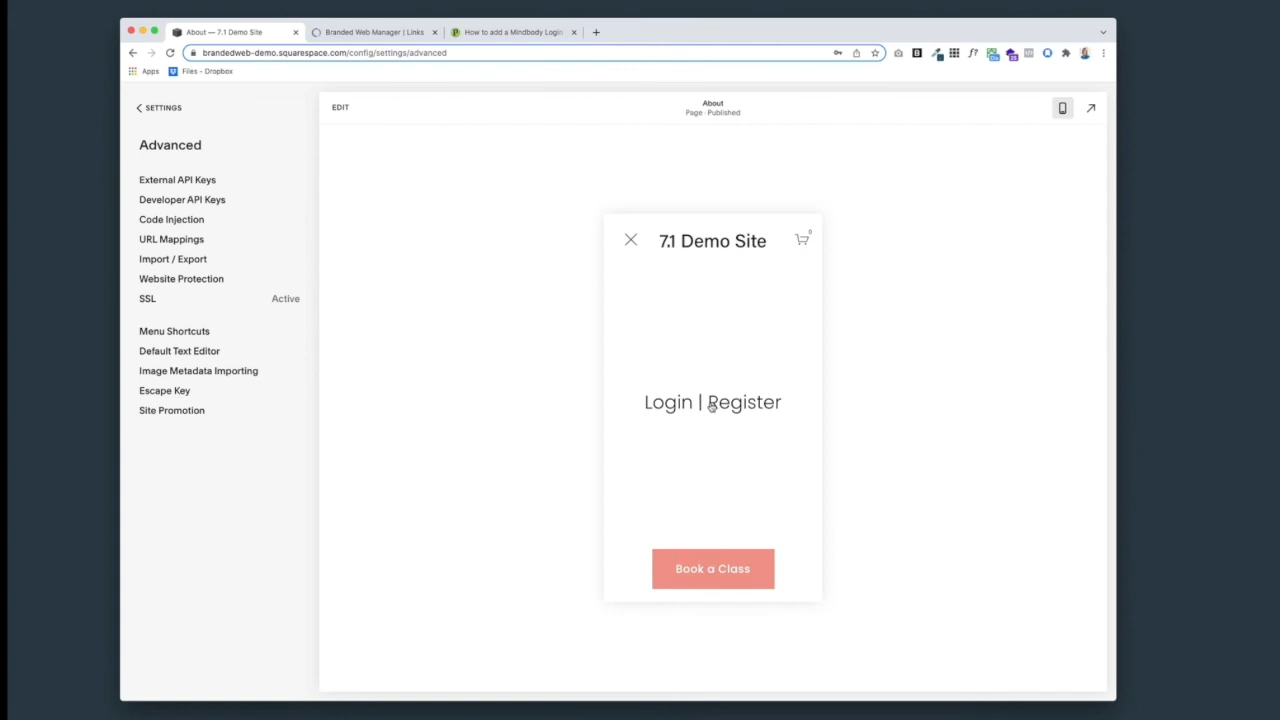 About — 7.1 Demo Site
Branded Web Manager | Links
How to add a Mindbody Login
brandedweb-demo.squarespace.com/config/settings/advanced
Apps
Files - Dropbox
SETTINGS
EDIT
About
Page · Published
Advanced
External API Keys
Developer API Keys
Code Injection
URL Mappings
Import / Export
Website Protection
SSL Active
Menu Shortcuts
Default Text Editor
Image Metadata Importing
Escape Key
Site Promotion
7.1 Demo Site
0
Login | Register
Book a Class